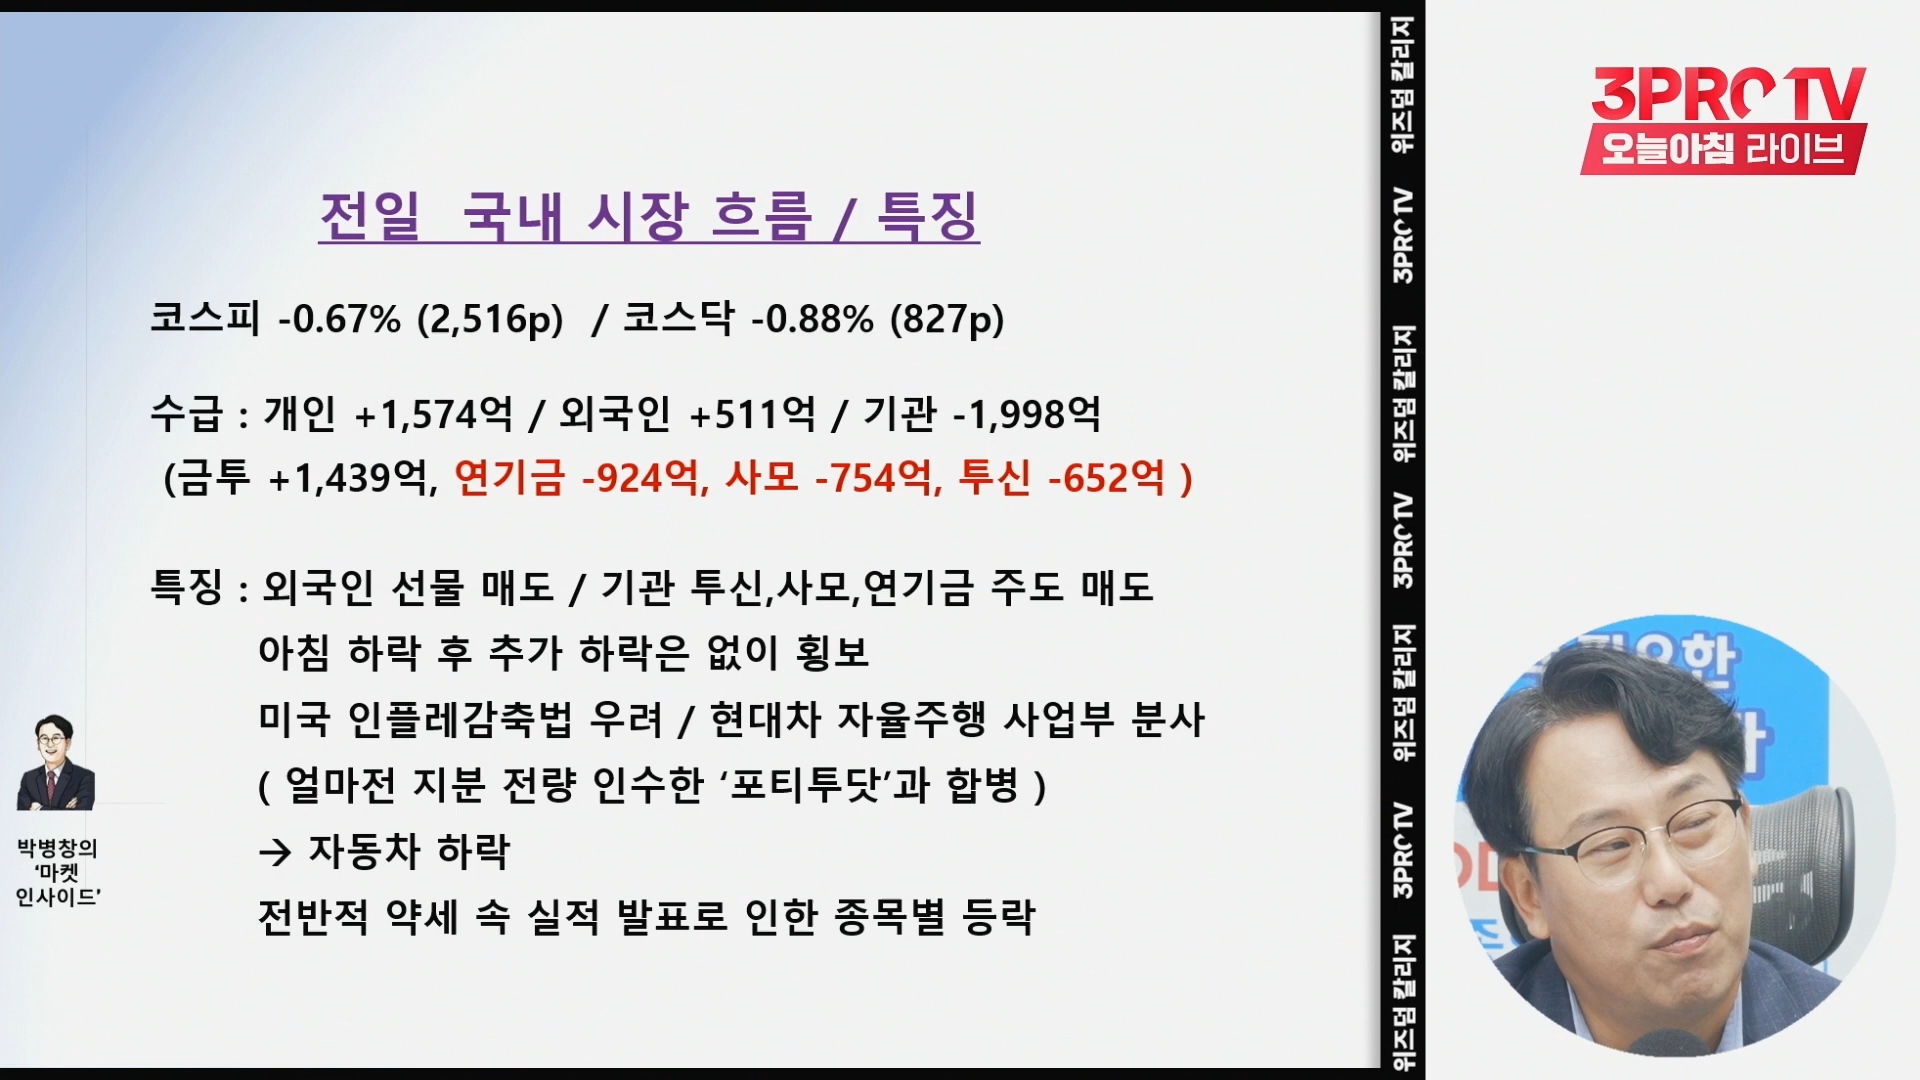 전일 국내 시장 흐름 / 특징
코스피 -0.67% (2,516p) / 코스닥 -0.88% (827p)
수급 : 개인 +1,574억 / 외국인 +511억 / 기관 -1,998억
(금투 +1,439억, 연기금 -924억, 사모 -754억, 투신 -652억 )
특징 : 외국인 선물 매도 / 기관 투신,사모,연기금 주도 매도
아침 하락 후 추가 하락은 없이 횡보
미국 인플레감축법 우려 / 현대차 자율주행 사업부 분사
( 얼마전 지분 전량 인수한 ‘포티투닷’과 합병 )
→ 자동차 하락
전반적 약세 속 실적 발표로 인한 종목별 등락
박병창의
‘마켓
인사이드’
위즈덤 칼리지
3PROTV
위즈덤 칼리지
3PROTV
위즈덤 칼리지
3PROTV
위즈덤 칼리지
3PROTV
오늘아침 라이브